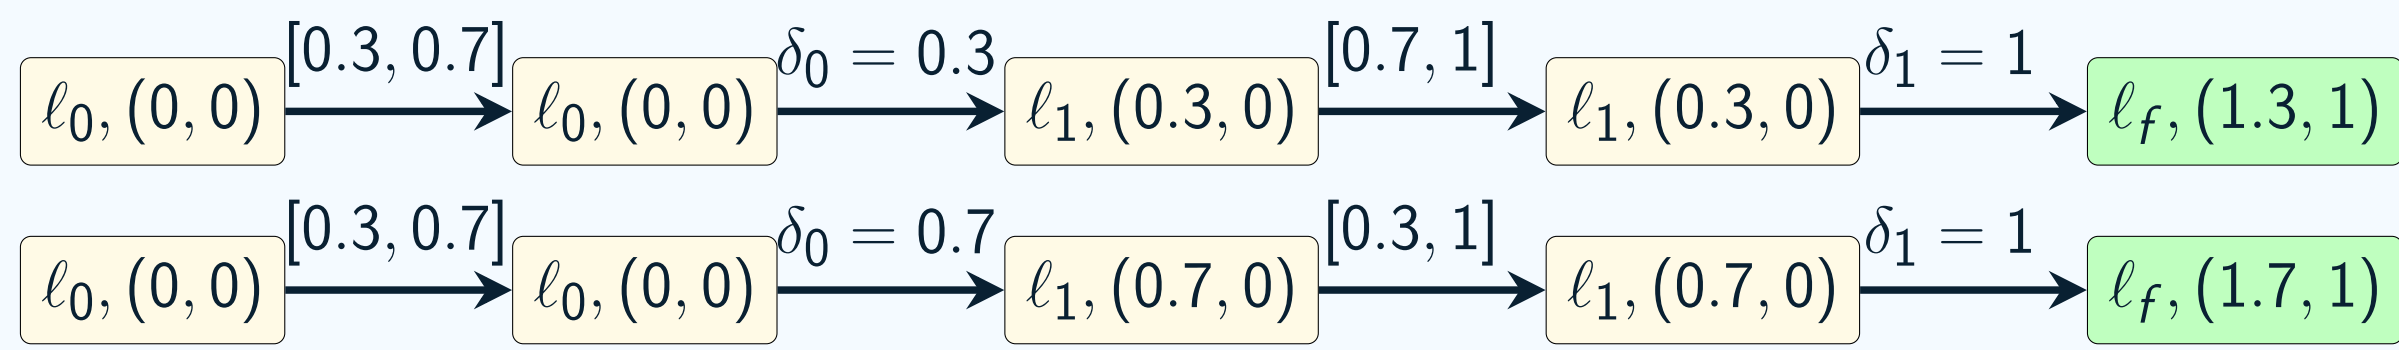 [0.3, 0.7] δ₀ = 0.3 [0.7, 1] δ₁ = 1
ℓ₀, (0, 0) ℓ₀, (0, 0) ℓ₁, (0.3, 0) ℓ₁, (0.3, 0) ℓ_f, (1.3, 1)
[0.3, 0.7] δ₀ = 0.7 [0.3, 1] δ₁ = 1
ℓ₀, (0, 0) ℓ₀, (0, 0) ℓ₁, (0.7, 0) ℓ₁, (0.7, 0) ℓ_f, (1.7, 1)